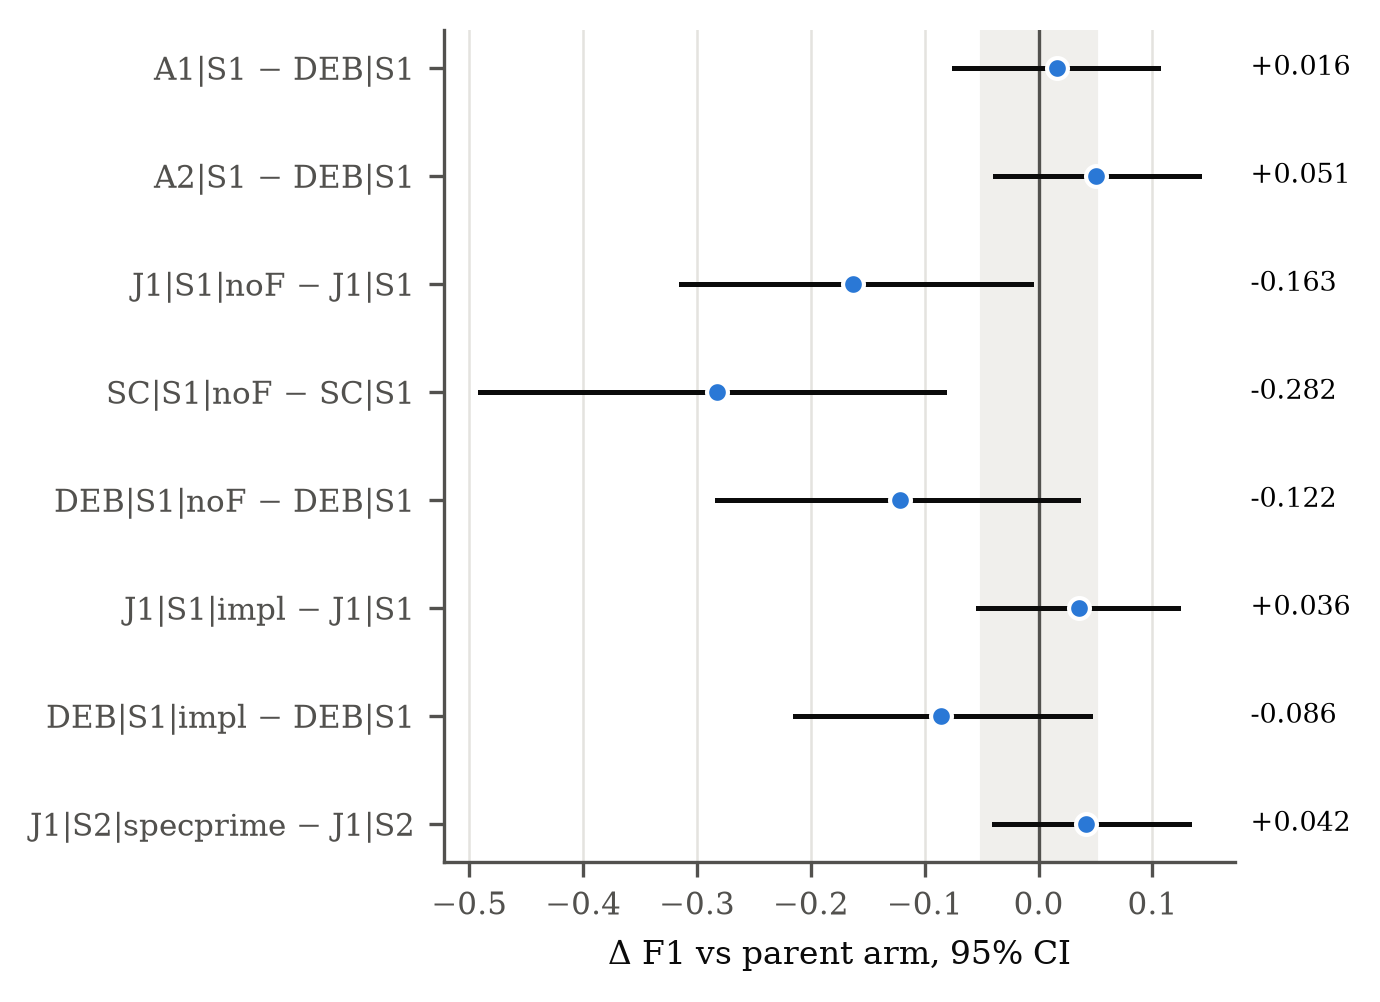 A1|S1 − DEB|S1 +0.016
A2|S1 − DEB|S1 +0.051
J1|S1|noF − J1|S1 -0.163
SC|S1|noF − SC|S1 -0.282
DEB|S1|noF − DEB|S1 -0.122
J1|S1|impl − J1|S1 +0.036
DEB|S1|impl − DEB|S1 -0.086
J1|S2|specprime − J1|S2 +0.042
−0.5 −0.4 −0.3 −0.2 −0.1 0.0 0.1
Δ F1 vs parent arm, 95% CI